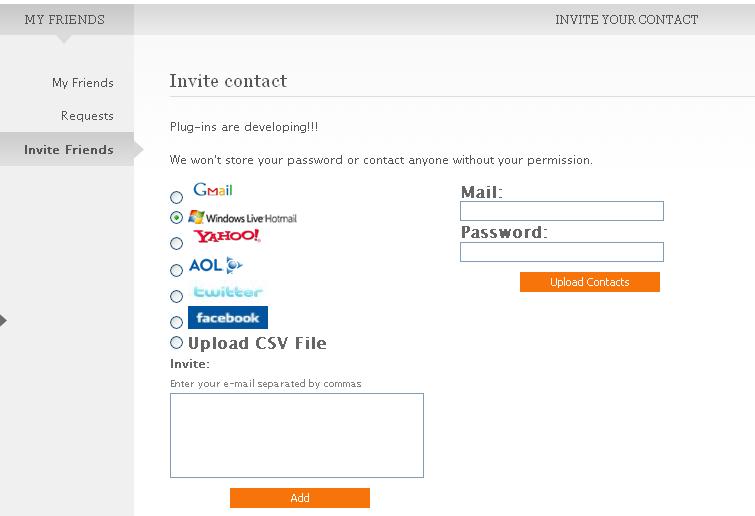 MY FRIENDS
INVITE YOUR CONTACT
My Friends
Requests
Invite Friends
Invite contact
Plug-ins are developing!!!
We won't store your password or contact anyone without your permission.
Gmail
Windows Live Hotmail
YAHOO!
AOL
twitter
facebook
Upload CSV File
Mail:
Password:
Upload Contacts
Invite:
Enter your e-mail separated by commas
Add